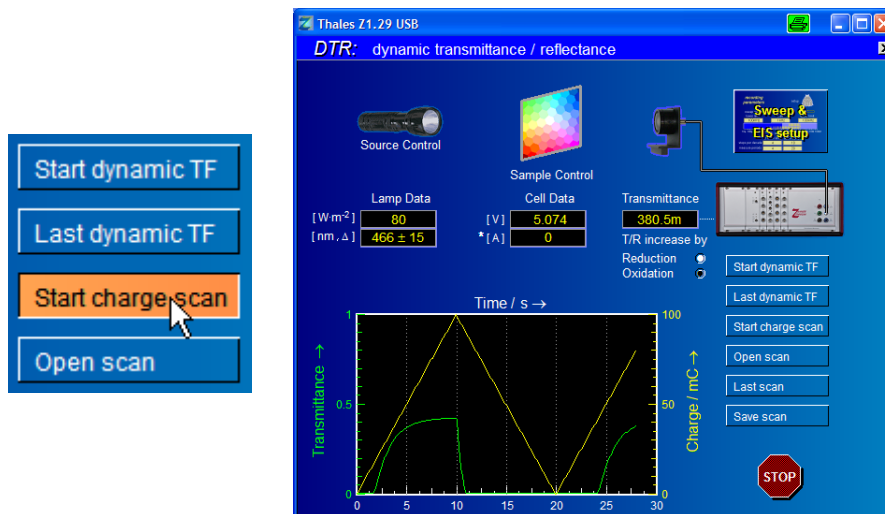 Start dynamic TF
Last dynamic TF
Start charge scan
Open scan
Thales Z1.29 USB
DTR: dynamic transmittance / reflectance
Source Control
Sample Control
Sweep &
EIS setup
Lamp Data
Cell Data
Transmittance
[W·m⁻²] 80
[V] 5.074
380.5m
[nm, Δ] 466 ± 15
*[A] 0
T/R increase by
Reduction
Oxidation
Start dynamic TF
Last dynamic TF
Start charge scan
Open scan
Last scan
Save scan
STOP
Time / s →
Transmittance →
Charge / mC →
1
0.5
0
100
50
0
0 5 10 15 20 25 30